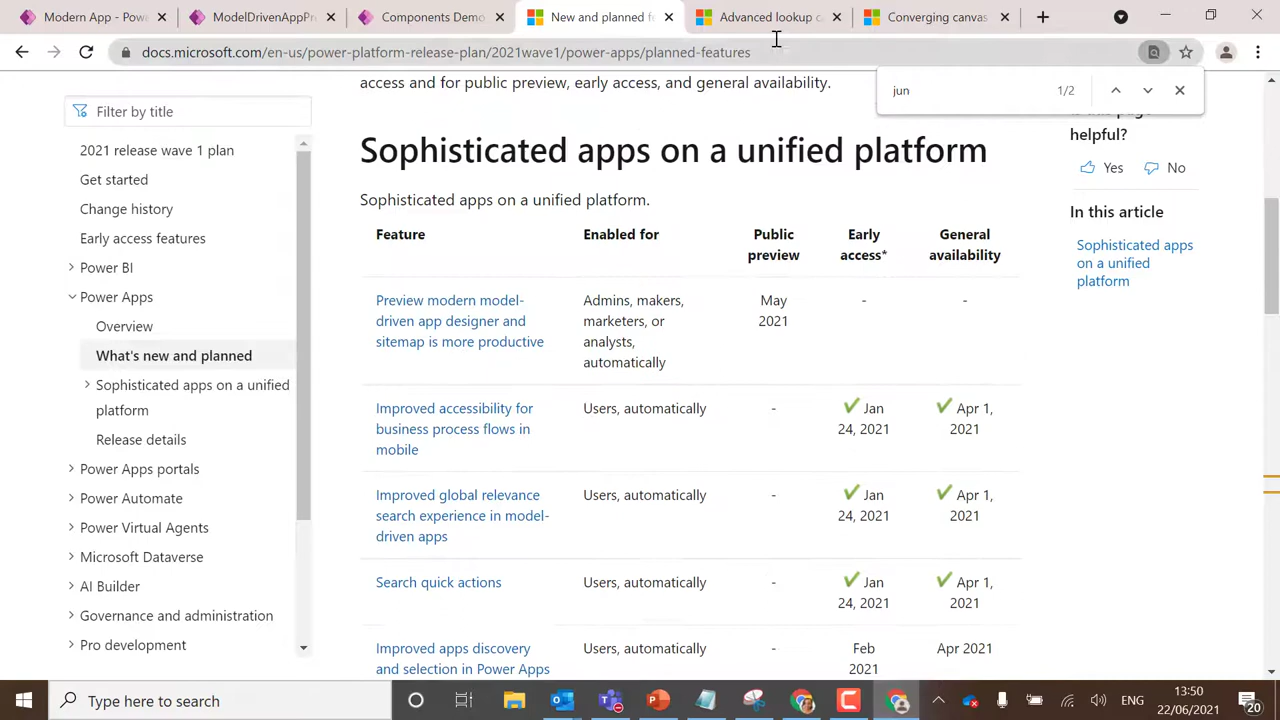 Modern App - Power
ModelDrivenAppPr
Components Demo
New and planned f
Advanced lookup
Converging canvas
docs.microsoft.com/en-us/power-platform-release-plan/2021wave1/power-apps/planned-features
jun
1/2
access and for public preview, early access, and general availability.
Filter by title
2021 release wave 1 plan
Get started
Change history
Early access features
Power BI
Power Apps
Overview
What's new and planned
Sophisticated apps on a unified
platform
Release details
Power Apps portals
Power Automate
Power Virtual Agents
Microsoft Dataverse
AI Builder
Governance and administration
Pro development
Sophisticated apps on a unified platform
Sophisticated apps on a unified platform.
Feature
Enabled for
Public
preview
Early
access*
General
availability
Preview modern model-
driven app designer and
sitemap is more productive
Admins, makers,
marketers, or
analysts,
automatically
May
2021
-
-
Improved accessibility for
business process flows in
mobile
Users, automatically
-
✔ Jan
24, 2021
✔ Apr 1,
2021
Improved global relevance
search experience in model-
driven apps
Users, automatically
-
✔ Jan
24, 2021
✔ Apr 1,
2021
Search quick actions
Users, automatically
-
✔ Jan
24, 2021
✔ Apr 1,
2021
Improved apps discovery
and selection in Power Apps
Users, automatically
-
Feb
2021
Apr 2021
helpful?
Yes
No
In this article
Sophisticated apps
on a unified
platform
Type here to search
ENG
13:50
22/06/2021
20